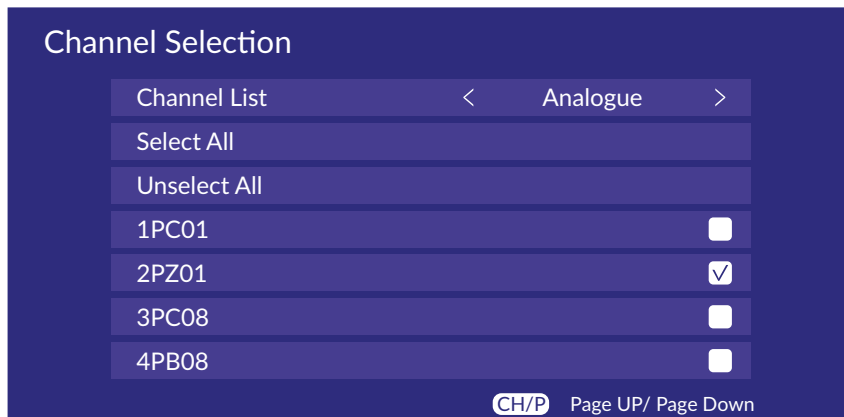 Channel Selection
Channel List < Analogue >
Select All
Unselect All
1PC01
2PZ01
3PC08
4PB08
CH/P Page UP/ Page Down